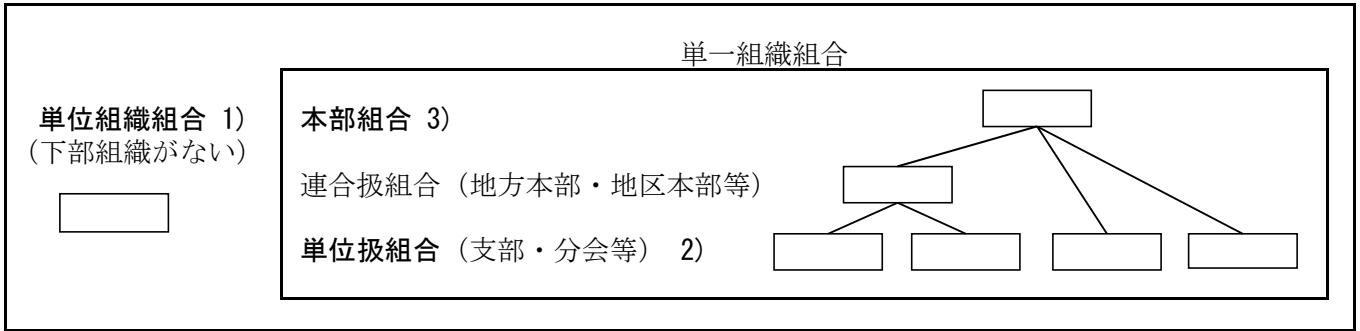 単一組織組合
単位組織組合 1)
（下部組織がない）
本部組合 3)
連合扱組合（地方本部・地区本部等）
単位扱組合（支部・分会等） 2)